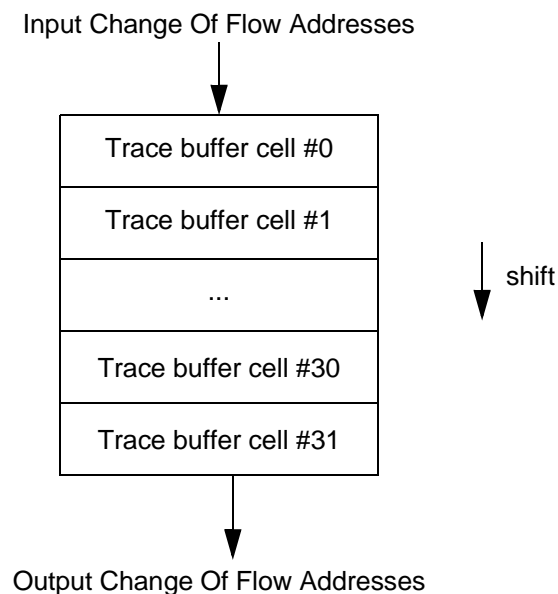 Input Change Of Flow Addresses
Trace buffer cell #0
Trace buffer cell #1
...
shift
Trace buffer cell #30
Trace buffer cell #31
Output Change Of Flow Addresses